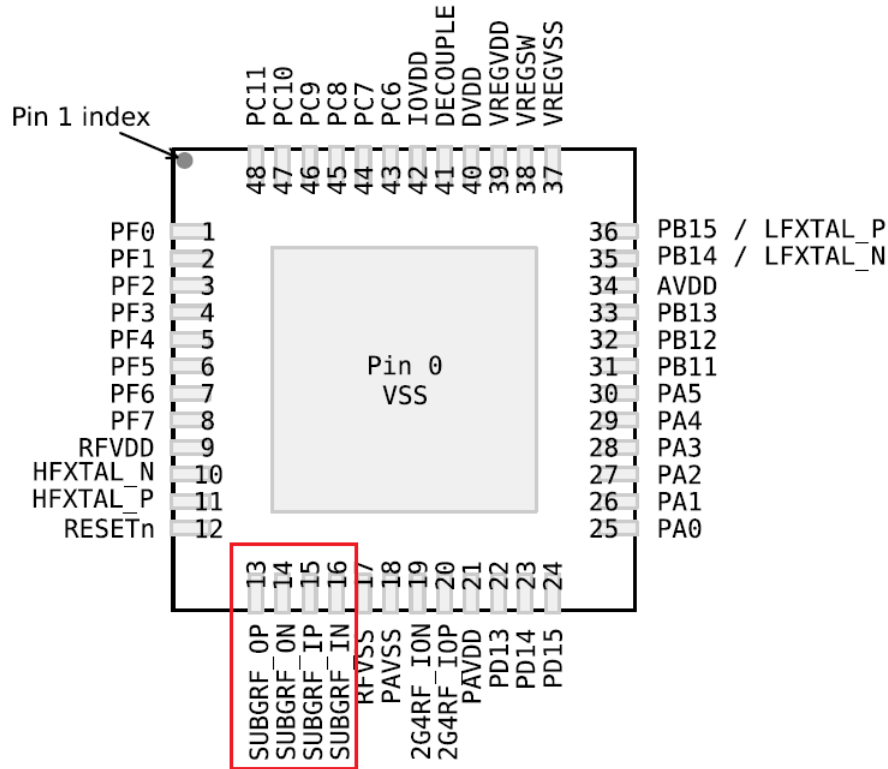 PC11
PC10
PC9
PC8
PC7
PC6
IOVDD
DECOUPLE
DVDD
VREGVDD
VREGSW
VREGVSS
Pin 1 index
48
47
46
45
44
43
42
41
40
39
38
37
PF0 1
PF1 2
PF2 3
PF3 4
PF4 5
PF5 6
PF6 7
PF7 8
RFVDD 9
HFXTAL_N 10
HFXTAL_P 11
RESETn 12
Pin 0
VSS
36 PB15 / LFXTAL_P
35 PB14 / LFXTAL_N
34 AVDD
33 PB13
32 PB12
31 PB11
30 PA5
29 PA4
28 PA3
27 PA2
26 PA1
25 PA0
13
14
15
16
17
18
19
20
21
22
23
24
SUBGRF_OP
SUBGRF_ON
SUBGRF_IP
SUBGRF_IN
RFVSS
PAVSS
2G4RF_ION
2G4RF_IOP
PAVDD
PD13
PD14
PD15